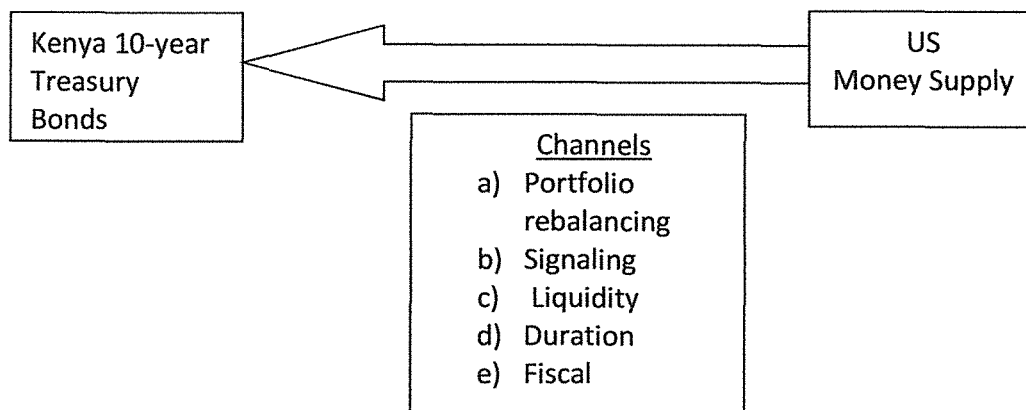 Kenya 10-year
Treasury
Bonds
US
Money Supply
Channels
a) Portfolio
rebalancing
b) Signaling
c) Liquidity
d) Duration
e) Fiscal